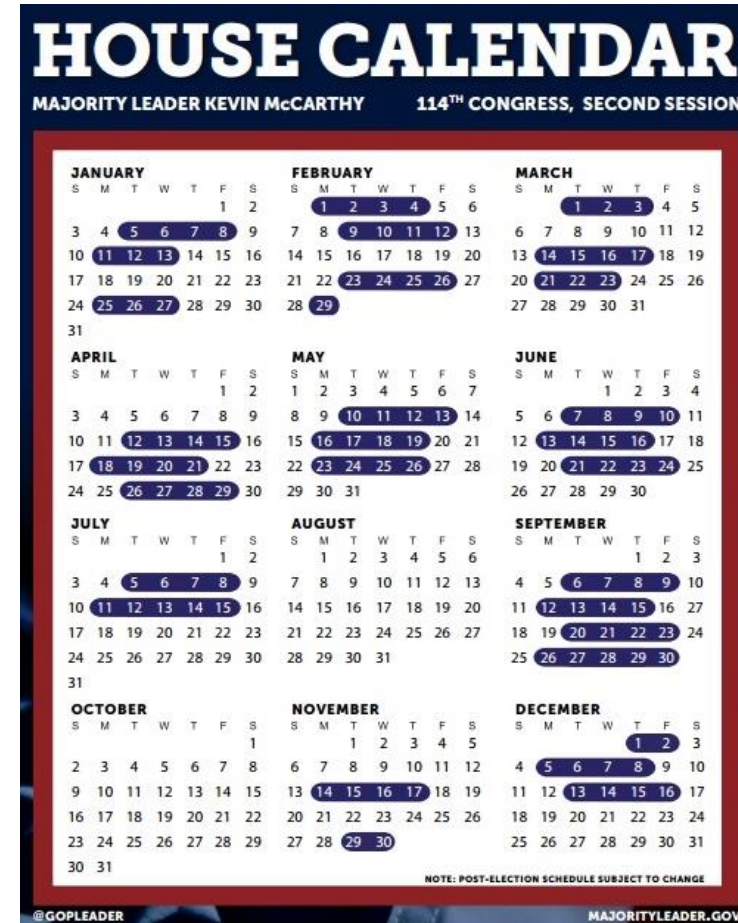 HOUSE CALENDAR
MAJORITY LEADER KEVIN McCARTHY 114TH CONGRESS, SECOND SESSION
JANUARY
S M T W T F S
1 2
3 4 5 6 7 8 9
10 11 12 13 14 15 16
17 18 19 20 21 22 23
24 25 26 27 28 29 30
31
FEBRUARY
S M T W T F S
1 2 3 4 5 6
7 8 9 10 11 12 13
14 15 16 17 18 19 20
21 22 23 24 25 26 27
28 29
MARCH
S M T W T F S
1 2 3 4 5
6 7 8 9 10 11 12
13 14 15 16 17 18 19
20 21 22 23 24 25 26
27 28 29 30 31
APRIL
S M T W T F S
1 2
3 4 5 6 7 8 9
10 11 12 13 14 15 16
17 18 19 20 21 22 23
24 25 26 27 28 29 30
MAY
S M T W T F S
1 2 3 4 5 6 7
8 9 10 11 12 13 14
15 16 17 18 19 20 21
22 23 24 25 26 27 28
29 30 31
JUNE
S M T W T F S
1 2 3 4
5 6 7 8 9 10 11
12 13 14 15 16 17 18
19 20 21 22 23 24 25
26 27 28 29 30
JULY
S M T W T F S
1 2
3 4 5 6 7 8 9
10 11 12 13 14 15 16
17 18 19 20 21 22 23
24 25 26 27 28 29 30
31
AUGUST
S M T W T F S
1 2 3 4 5 6
7 8 9 10 11 12 13
14 15 16 17 18 19 20
21 22 23 24 25 26 27
28 29 30 31
SEPTEMBER
S M T W T F S
1 2 3
4 5 6 7 8 9 10
11 12 13 14 15 16 27
18 19 20 21 22 23 24
25 26 27 28 29 30
OCTOBER
S M T W T F S
1
2 3 4 5 6 7 8
9 10 11 12 13 14 15
16 17 18 19 20 21 22
23 24 25 26 27 28 29
30 31
NOVEMBER
S M T W T F S
1 2 3 4 5
6 7 8 9 10 11 12
13 14 15 16 17 18 19
20 21 22 23 24 25 26
27 28 29 30
DECEMBER
S M T W T F S
1 2 3
4 5 6 7 8 9 10
11 12 13 14 15 16 17
18 19 20 21 22 23 24
25 26 27 28 29 30 31
NOTE: POST-ELECTION SCHEDULE SUBJECT TO CHANGE
@GOPLEADER MAJORITYLEADER.GOV